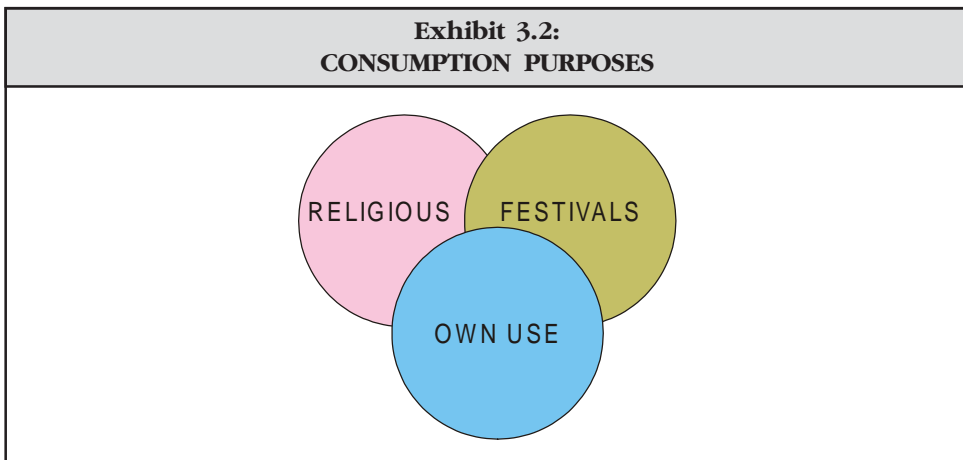 Exhibit 3.2:
CONSUMPTION PURPOSES
RELIGIOUS
FESTIVALS
OWN USE